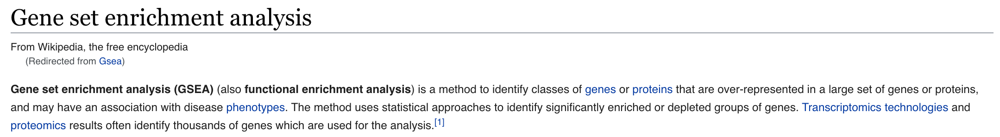 Gene set enrichment analysis
From Wikipedia, the free encyclopedia
(Redirected from Gsea)
Gene set enrichment analysis (GSEA) (also functional enrichment analysis) is a method to identify classes of genes or proteins that are over-represented in a large set of genes or proteins,
and may have an association with disease phenotypes. The method uses statistical approaches to identify significantly enriched or depleted groups of genes. Transcriptomics technologies and
proteomics results often identify thousands of genes which are used for the analysis.[1]